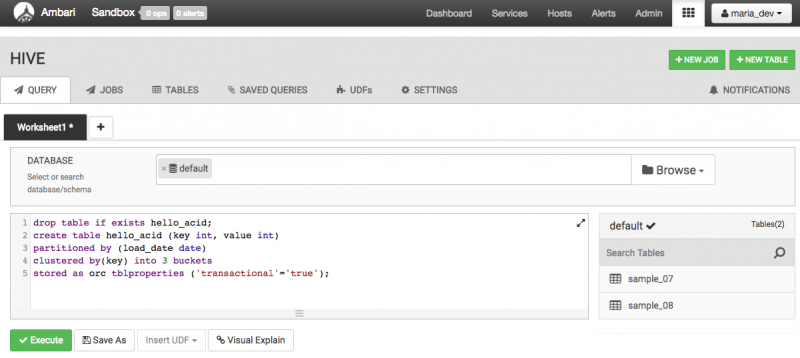 Ambari Sandbox 0 ops 0 alerts Dashboard Services Hosts Alerts Admin maria_dev
HIVE
+ NEW JOB + NEW TABLE
QUERY JOBS TABLES SAVED QUERIES UDFs SETTINGS NOTIFICATIONS
Worksheet1 * +
DATABASE
Select or search
database/schema
× default
Browse
1 drop table if exists hello_acid;
2 create table hello_acid (key int, value int)
3 partitioned by (load_date date)
4 clustered by(key) into 3 buckets
5 stored as orc tblproperties ('transactional'='true');
default Tables(2)
Search Tables
sample_07
sample_08
Execute Save As Insert UDF Visual Explain